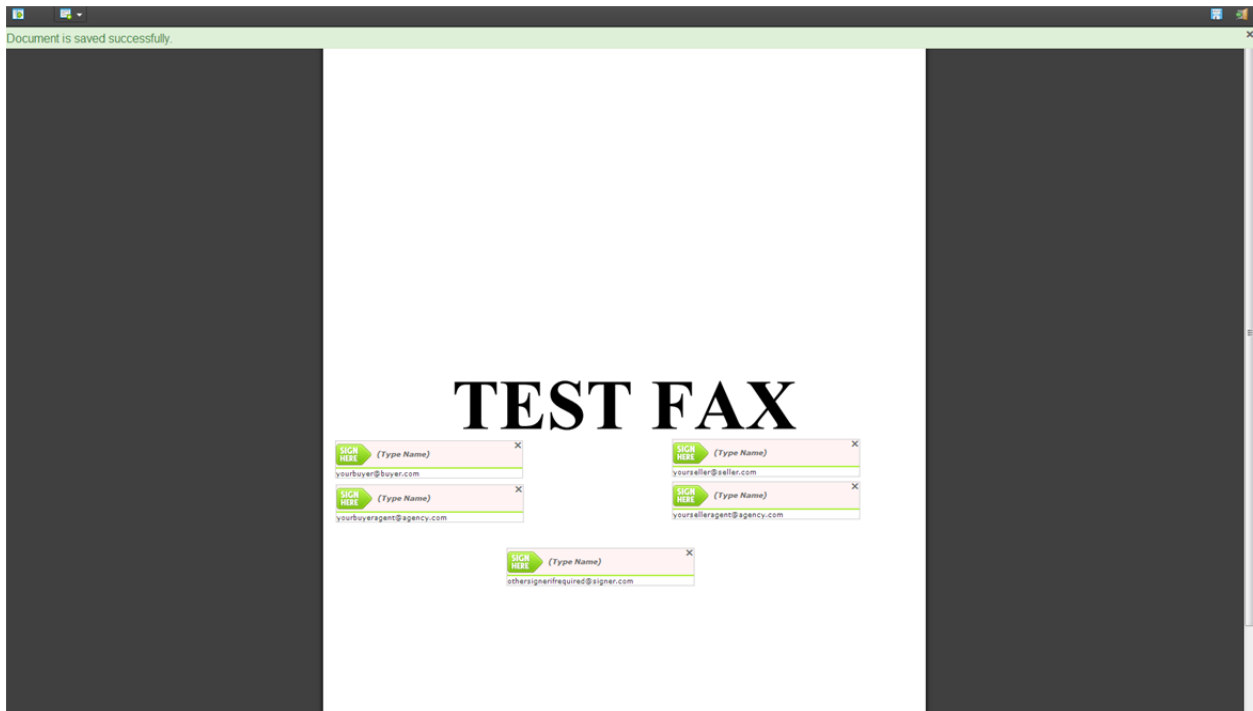 Document is saved successfully.
TEST FAX
SIGN HERE (Type Name)
yourbuyer@buyer.com
SIGN HERE (Type Name)
yourseller@seller.com
SIGN HERE (Type Name)
yourbuyeragent@agency.com
SIGN HERE (Type Name)
yourselleragent@agency.com
SIGN HERE (Type Name)
othersignerifrequired@signer.com